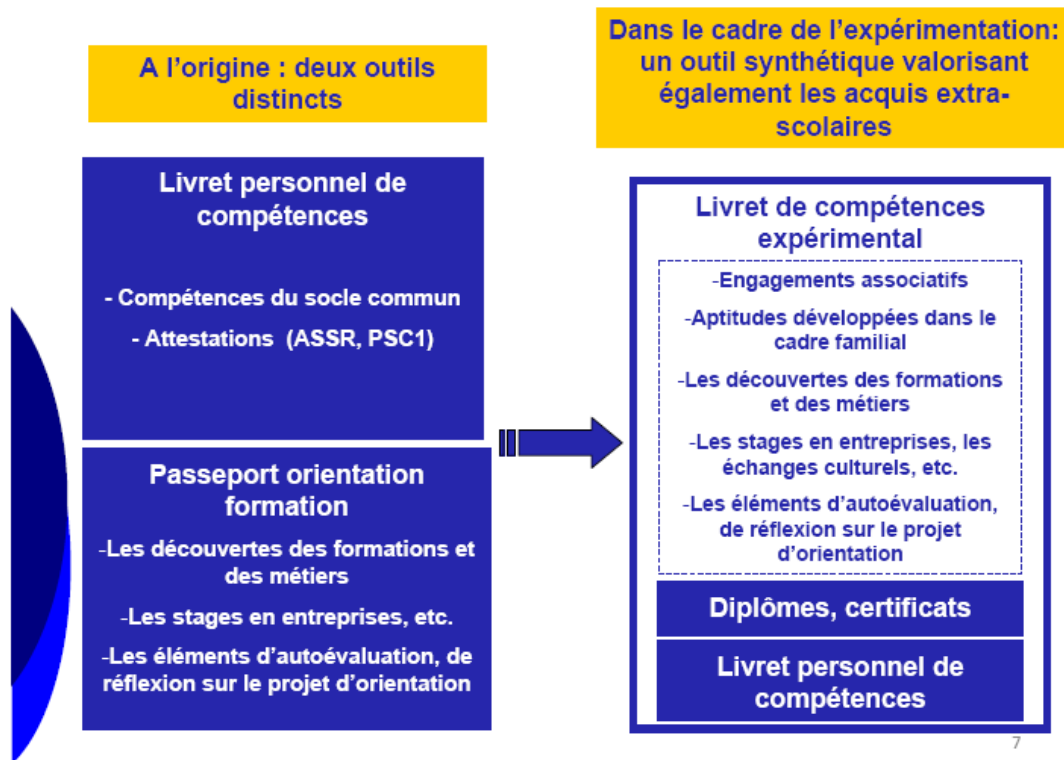 A l'origine : deux outils
distincts
Livret personnel de
compétences
- Compétences du socle commun
- Attestations (ASSR, PSC1)
Passeport orientation
formation
-Les découvertes des formations et
des métiers
-Les stages en entreprises, etc.
-Les éléments d'autoévaluation, de
réflexion sur le projet d'orientation
Dans le cadre de l'expérimentation:
un outil synthétique valorisant
également les acquis extra-
scolaires
Livret de compétences
expérimental
-Engagements associatifs
-Aptitudes développées dans le
cadre familial
-Les découvertes des formations
et des métiers
-Les stages en entreprises, les
échanges culturels, etc.
-Les éléments d'autoévaluation,
de réflexion sur le projet
d'orientation
Diplômes, certificats
Livret personnel de
compétences
7